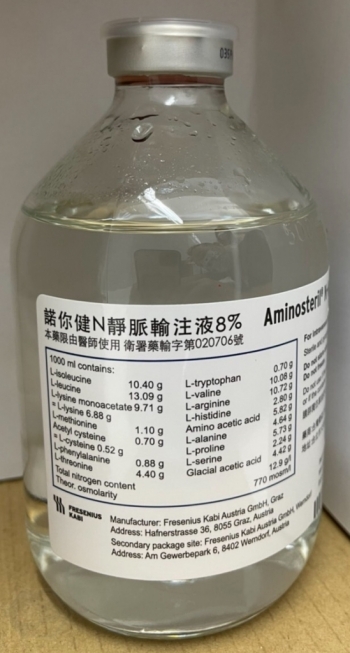 諾你健N靜脈輸注液8% Aminosteril®
本藥限由醫師使用 衛署藥輸字第020706號
1000 ml contains:
L-isoleucine 10.40 g
L-leucine 13.09 g
L-lysine monoacetate 9.71 g
= L-lysine 6.88 g
L-methionine 1.10 g
Acetyl cysteine 0.70 g
= L-cysteine 0.52 g
L-phenylalanine 0.88 g
L-threonine 4.40 g
L-tryptophan 0.70 g
L-valine 10.08 g
L-arginine 10.72 g
L-histidine 2.80 g
Amino acetic acid 5.82 g
L-alanine 4.64 g
L-proline 5.73 g
L-serine 2.24 g
Glacial acetic acid 4.42 g
Total nitrogen content 12.9 g/l
Theor. osmolarity 770 mosm/l
FRESENIUS
KABI
Manufacturer: Fresenius Kabi Austria GmbH, Graz
Address: Hafnerstrasse 36, 8055 Graz, Austria
Secondary package site: Fresenius Kabi Austria GmbH, Werndorf
Address: Am Gewerbepark 6, 8402 Werndorf, Austria